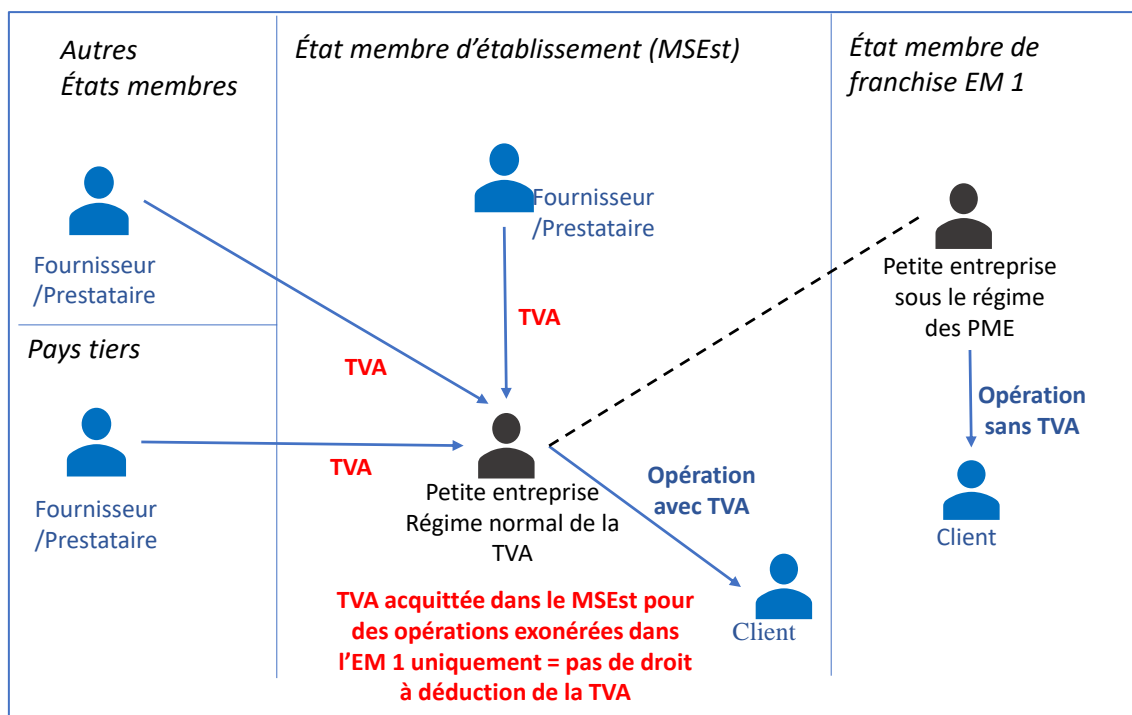 Autres
États membres
État membre d’établissement (MSEst)
État membre de
franchise EM 1
Fournisseur
/Prestataire
Fournisseur
/Prestataire
Petite entreprise
sous le régime
des PME
TVA
TVA
Pays tiers
Opération
sans TVA
TVA
Fournisseur
/Prestataire
Petite entreprise
Régime normal de la
TVA
Opération
avec TVA
Client
TVA acquittée dans le MSEst pour
des opérations exonérées dans
l’EM 1 uniquement = pas de droit
à déduction de la TVA
Client